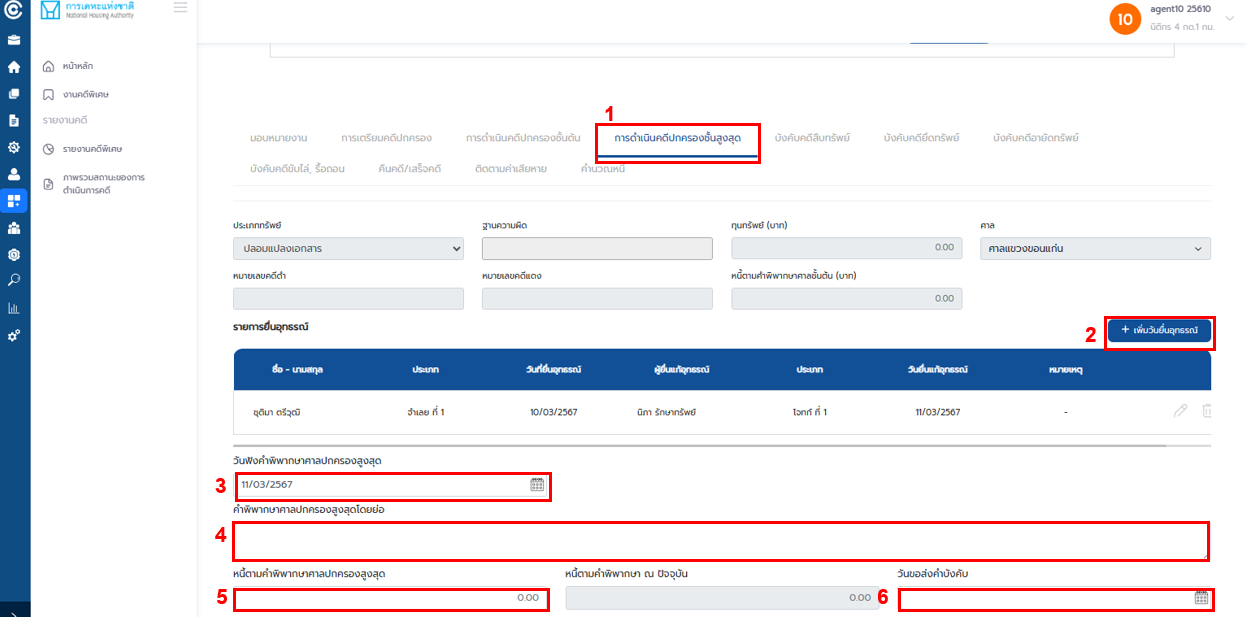 การเคหะแห่งชาติ
National Housing Authority
10
agent10 25610
นิติกร 4 กด.1 กม.
หน้าหลัก
งานคดีพิเศษ
รายงานคดี
รายงานคดีพิเศษ
ภาพรวมสถานะของการ
ดำเนินการคดี
1
มอบหมายงาน การเตรียมคดีปกครอง การดำเนินคดีปกครองชั้นต้น การดำเนินคดีปกครองชั้นสูงสุด บังคับคดีสืบทรัพย์ บังคับคดียึดทรัพย์ บังคับคดีอายัดทรัพย์
บังคับคดีขับไล่, รื้อถอน คืนคดี/เสร็จคดี ติดตามค่าเสียหาย คำนวณหนี้
ประเภททรัพย์ ฐานความผิด ทุนทรัพย์ (บาท) ศาล
ปลอมแปลงเอกสาร 0.00 ศาลแขวงขอนแก่น
หมายเลขคดีดำ หมายเลขคดีแดง หนี้ตามคำพิพากษาศาลชั้นต้น (บาท)
0.00
รายการยื่นอุทธรณ์ 2 + เพิ่มวันยื่นอุทธรณ์
ชื่อ - นามสกุล ประเภท วันที่ยื่นอุทธรณ์ ผู้ยื่นแก้อุทธรณ์ ประเภท วันยื่นแก้อุทธรณ์ หมายเหตุ
ชุติมา ตรีวุฒิ จำเลย ที่ 1 10/03/2567 นิภา รักษาทรัพย์ โจทก์ ที่ 1 11/03/2567 -
วันฟังคำพิพากษาศาลปกครองสูงสุด
3 11/03/2567
คำพิพากษาศาลปกครองสูงสุดโดยย่อ
4
หนี้ตามคำพิพากษาศาลปกครองสูงสุด หนี้ตามคำพิพากษา ณ ปัจจุบัน วันขอส่งคำบังคับ
5 0.00 0.00 6